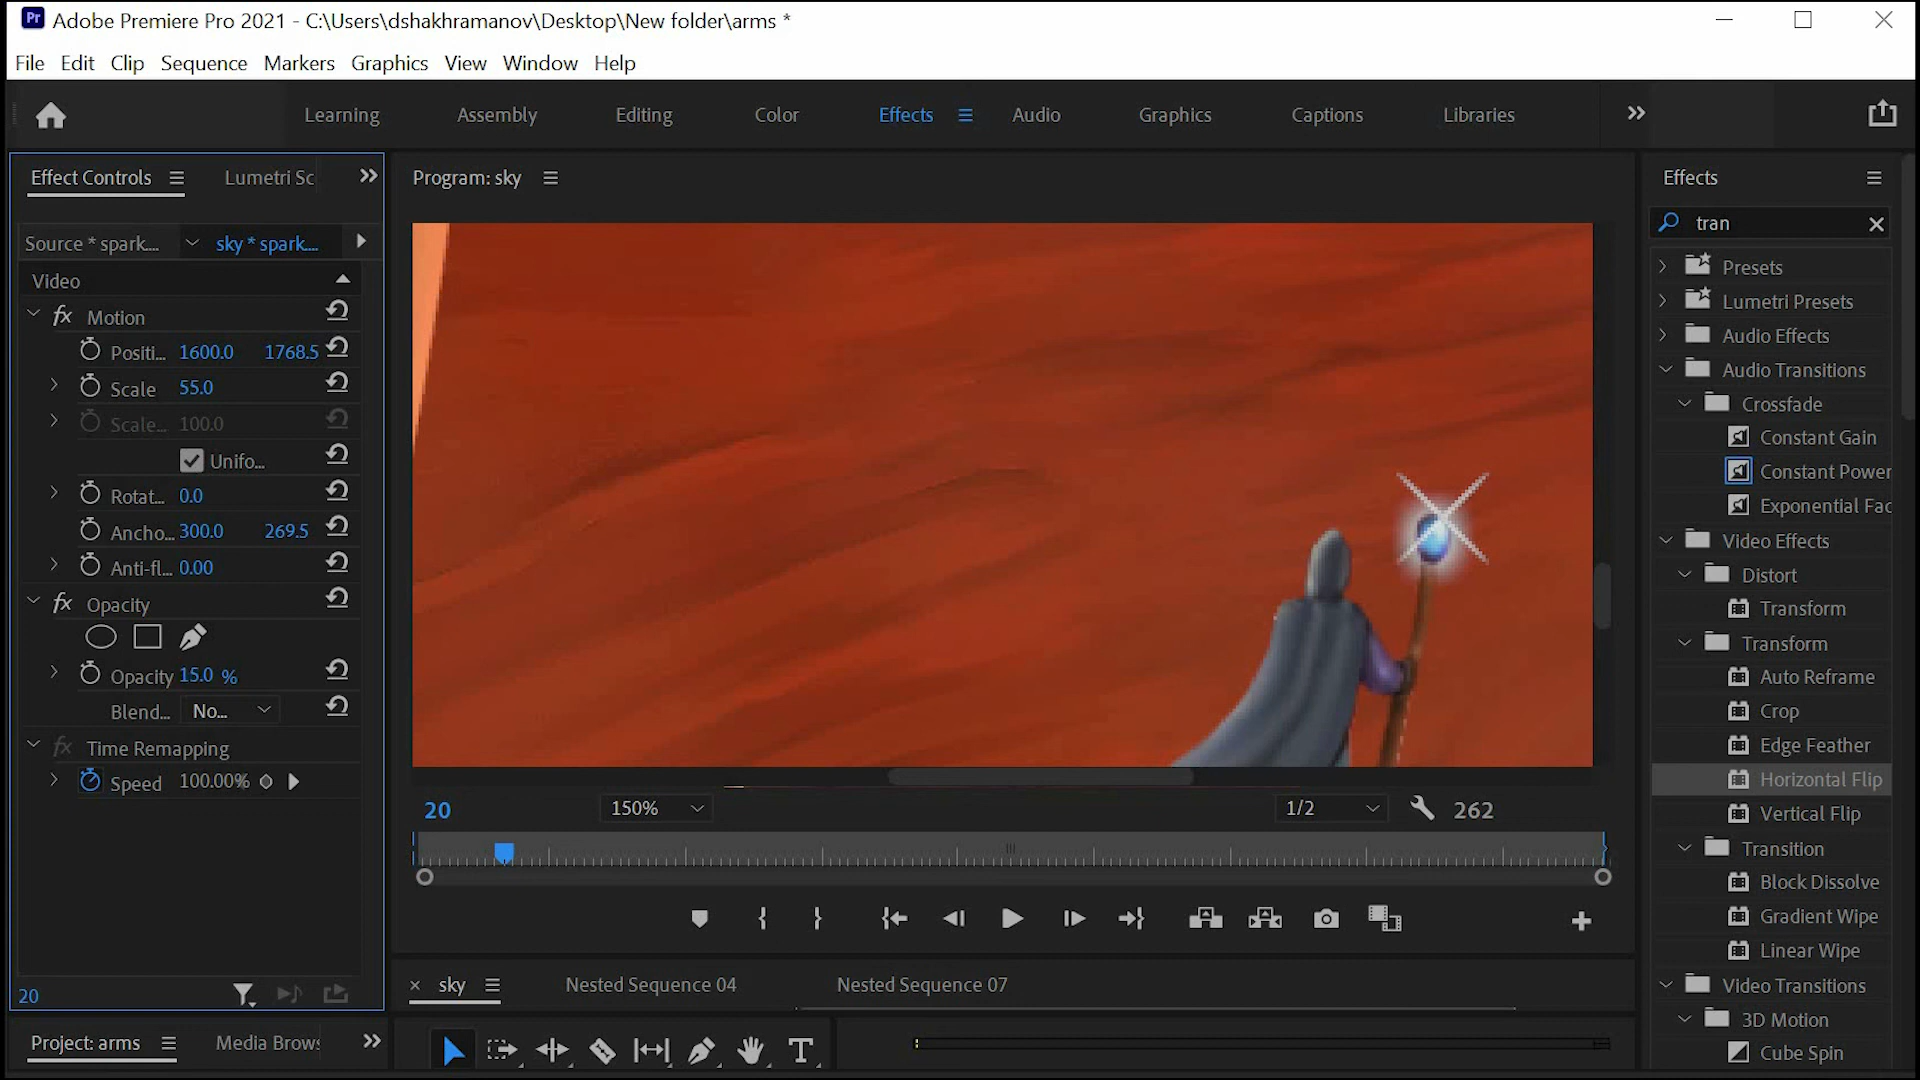 Pr Adobe Premiere Pro 2021 - C:\Users\dshakhramanov\Desktop\New folder\arms *
File Edit Clip Sequence Markers Graphics View Window Help
Learning Assembly Editing Color Effects Audio Graphics Captions Libraries
Effect Controls Lumetri Sc
Source * spark.... sky * spark....
Video
fx Motion
Positi... 1600.0 1768.5
Scale 55.0
Scale... 100.0
Unifo...
Rotat... 0.0
Ancho... 300.0 269.5
Anti-fl... 0.00
fx Opacity
Opacity 15.0 %
Blend... No...
fx Time Remapping
Speed 100.00%
20
Project: arms Media Brows
Program: sky
20 150% 1/2 262
sky Nested Sequence 04 Nested Sequence 07
Effects
tran
Presets
Lumetri Presets
Audio Effects
Audio Transitions
Crossfade
Constant Gain
Constant Power
Exponential Fac
Video Effects
Distort
Transform
Transform
Auto Reframe
Crop
Edge Feather
Horizontal Flip
Vertical Flip
Transition
Block Dissolve
Gradient Wipe
Linear Wipe
Video Transitions
3D Motion
Cube Spin